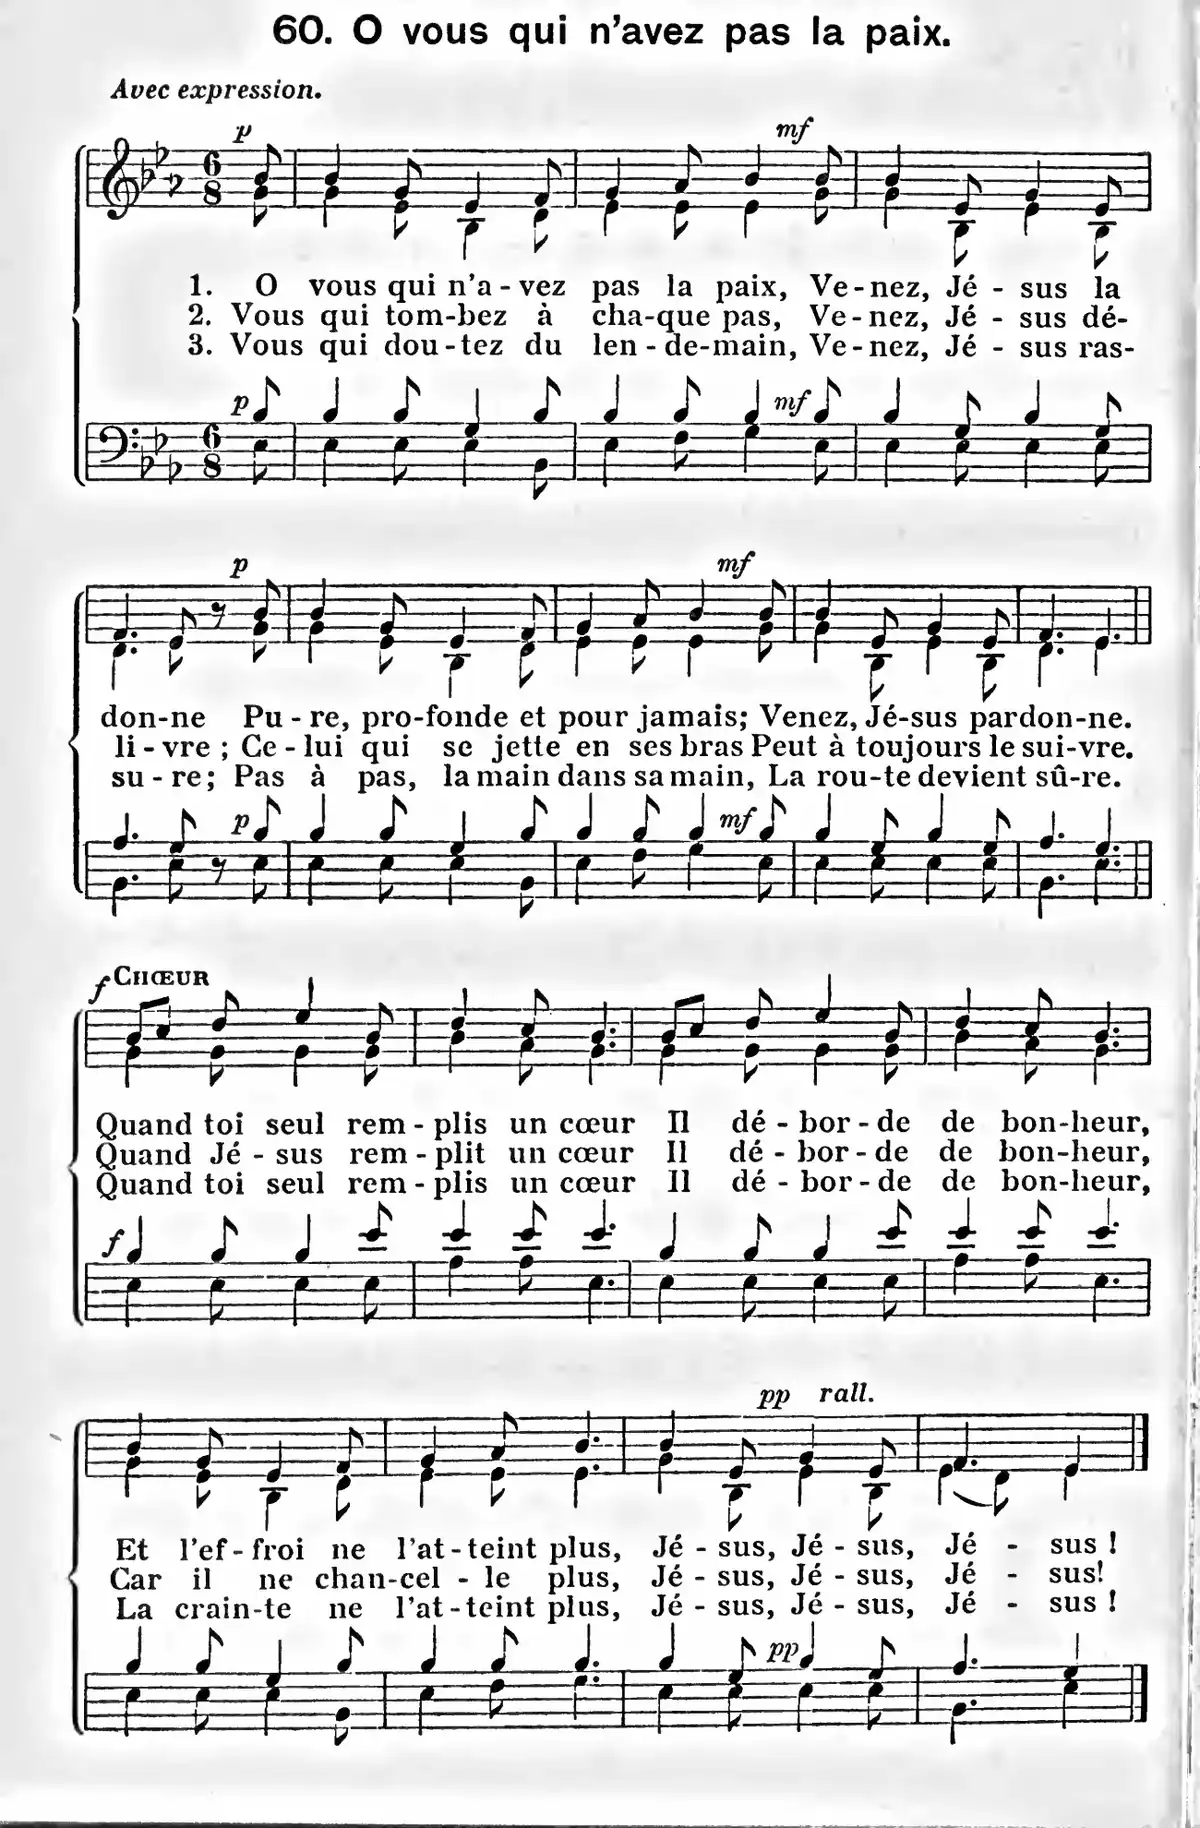 60. O vous qui n'avez pas la paix.
Avec expression.
p mf
6
8
1. O vous qui n'a - vez pas la paix, Ve - nez, Jé - sus la
2. Vous qui tom - bez à cha - que pas, Ve - nez, Jé - sus dé-
3. Vous qui dou - tez du len - de - main, Ve - nez, Jé - sus ras-
p mf
6
8
p mf
don - ne Pu - re, pro - fonde et pour jamais; Venez, Jé - sus pardon - ne.
li - vre ; Ce - lui qui se jette en ses bras Peut à toujours le sui - vre.
su - re; Pas à pas, la main dans sa main, La rou - te devient sû - re.
p mf
f CHŒUR
Quand toi seul rem - plis un cœur Il dé - bor - de de bon - heur,
Quand Jé - sus rem - plit un cœur Il dé - bor - de de bon - heur,
Quand toi seul rem - plis un cœur Il dé - bor - de de bon - heur,
f
pp rall.
Et l'ef - froi ne l'at - teint plus, Jé - sus, Jé - sus, Jé - sus !
Car il ne chan - cel - le plus, Jé - sus, Jé - sus, Jé - sus!
La crain - te ne l'at - teint plus, Jé - sus, Jé - sus, Jé - sus !
pp